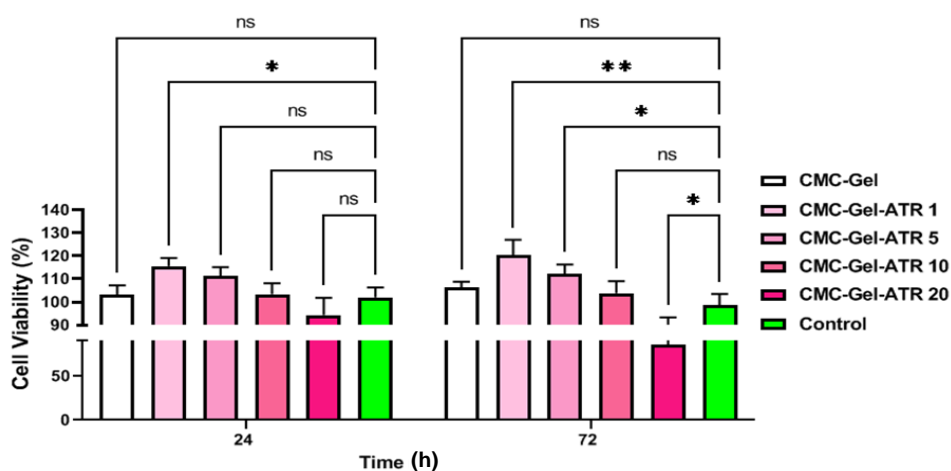 ns
ns
*
**
ns
*
ns
ns
ns
*
CMC-Gel
CMC-Gel-ATR 1
CMC-Gel-ATR 5
CMC-Gel-ATR 10
CMC-Gel-ATR 20
Control
Cell Viability (%)
140
130
120
110
100
90
50
0
24
72
Time (h)